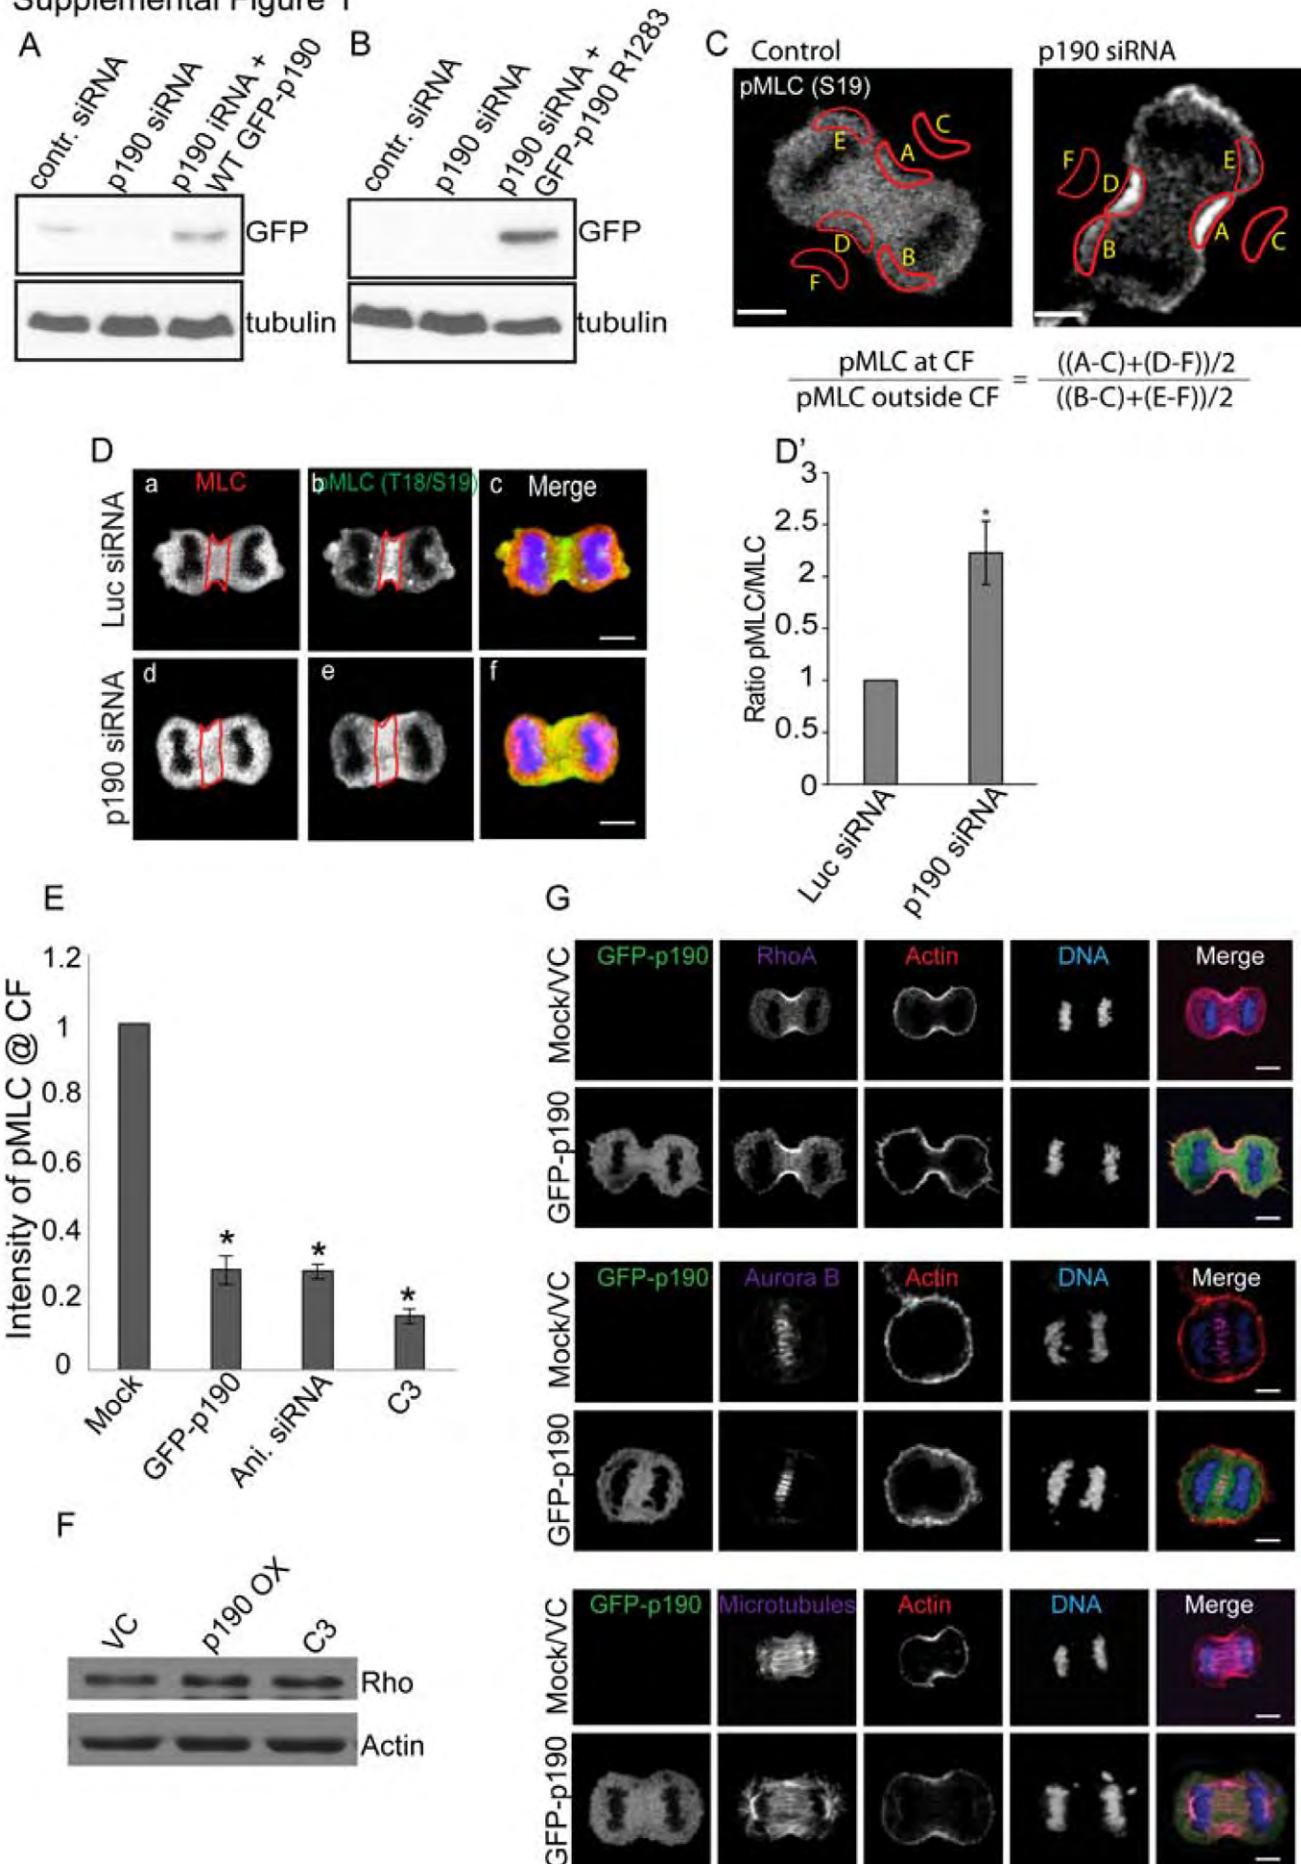 Supplemental Figure 1
A
contr. siRNA
p190 siRNA
p190 iRNA +
WT GFP-p190
GFP
tubulin
B
contr. siRNA
p190 siRNA
p190 siRNA +
GFP-p190 R1283
GFP
tubulin
C
Control
p190 siRNA
pMLC (S19)
E
A
C
D
B
F
F
D
E
B
A
C
pMLC at CF
pMLC outside CF
=
((A-C)+(D-F))/2
((B-C)+(E-F))/2
D
Luc siRNA
p190 siRNA
a
MLC
b
pMLC (T18/S19)
c
Merge
d
e
f
D'
Ratio pMLC/MLC
3
2.5
2
0.5
1
0.5
0
*
Luc siRNA
p190 siRNA
E
Intensity of pMLC @ CF
1.2
1
0.8
0.6
0.4
0.2
0
*
*
*
Mock
GFP-p190
Ani. siRNA
C3
F
VC
p190 OX
C3
Rho
Actin
G
Mock/VC
GFP-p190
RhoA
Actin
DNA
Merge
GFP-p190
Mock/VC
GFP-p190
Aurora B
Actin
DNA
Merge
GFP-p190
Mock/VC
GFP-p190
Microtubules
Actin
DNA
Merge
GFP-p190